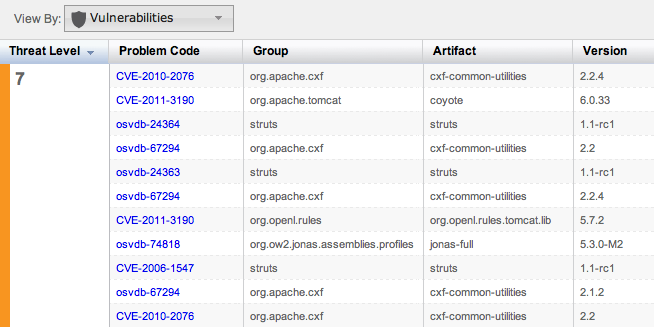 View By: Vulnerabilities
Threat Level Problem Code Group Artifact Version
7 CVE-2010-2076 org.apache.cxf cxf-common-utilities 2.2.4
CVE-2011-3190 org.apache.tomcat coyote 6.0.33
osvdb-24364 struts struts 1.1-rc1
osvdb-67294 org.apache.cxf cxf-common-utilities 2.2
osvdb-24363 struts struts 1.1-rc1
osvdb-67294 org.apache.cxf cxf-common-utilities 2.2.4
CVE-2011-3190 org.openl.rules org.openl.rules.tomcat.lib 5.7.2
osvdb-74818 org.ow2.jonas.assemblies.profiles jonas-full 5.3.0-M2
CVE-2006-1547 struts struts 1.1-rc1
osvdb-67294 org.apache.cxf cxf-common-utilities 2.1.2
CVE-2010-2076 org.apache.cxf cxf-common-utilities 2.2